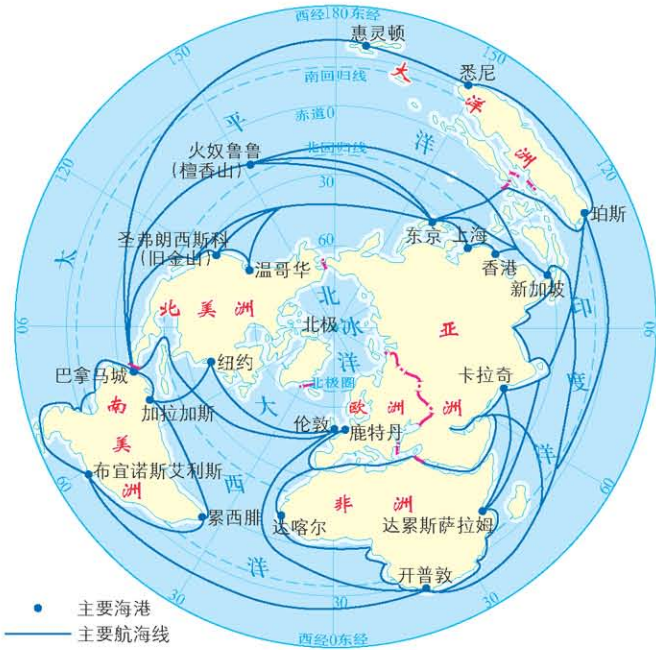 西经180东经
惠灵顿
150
150
大
洋
洲
悉尼
南回归线
平
赤道0
洋
火奴鲁鲁
(檀香山)
北回归线
120
120
30
珀斯
圣弗朗西斯科
(旧金山)
东京
上海
香港
太
60
温哥华
新加坡
印
北美洲
北
冰
洋
北极
亚
洲
90
90
度
洋
纽约
巴拿马城
卡拉奇
北极圈
南
美
洲
加拉加斯
大
西
洋
伦敦
欧洲
鹿特丹
布宜诺斯艾利斯
60
60
累西腓
达喀尔
非洲
达累斯萨拉姆
开普敦
30
30
30
主要海港
主要航海线
西经0东经